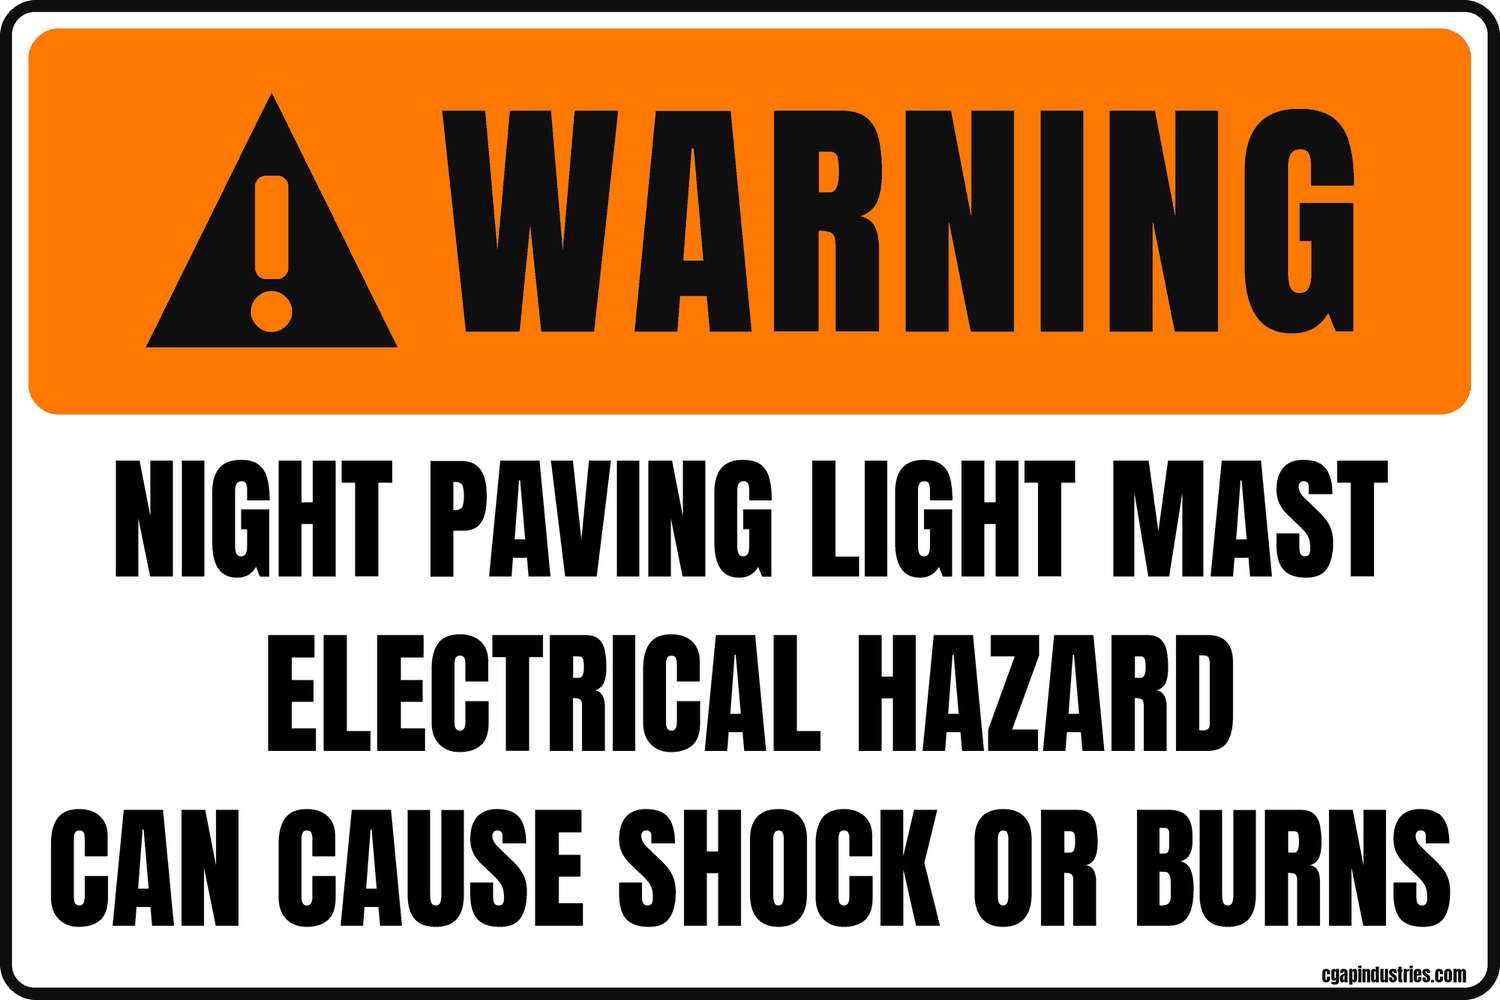 WARNING
NIGHT PAVING LIGHT MAST
ELECTRICAL HAZARD
CAN CAUSE SHOCK OR BURNS
cgapindustries.com